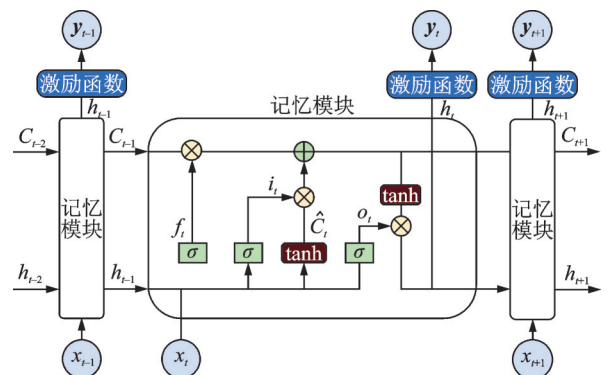 y_{t-1}
y_t
y_{t+1}
激励函数
激励函数
激励函数
h_{t-1}
h_t
h_{t+1}
记忆模块
C_{t-2}
C_{t-1}
C_{t+1}
记忆
模块
i_t
tanh
f_t
Ĉ_t
o_t
σ
σ
tanh
σ
记忆
模块
h_{t-2}
h_{t-1}
h_{t+1}
x_{t-1}
x_t
x_{t+1}